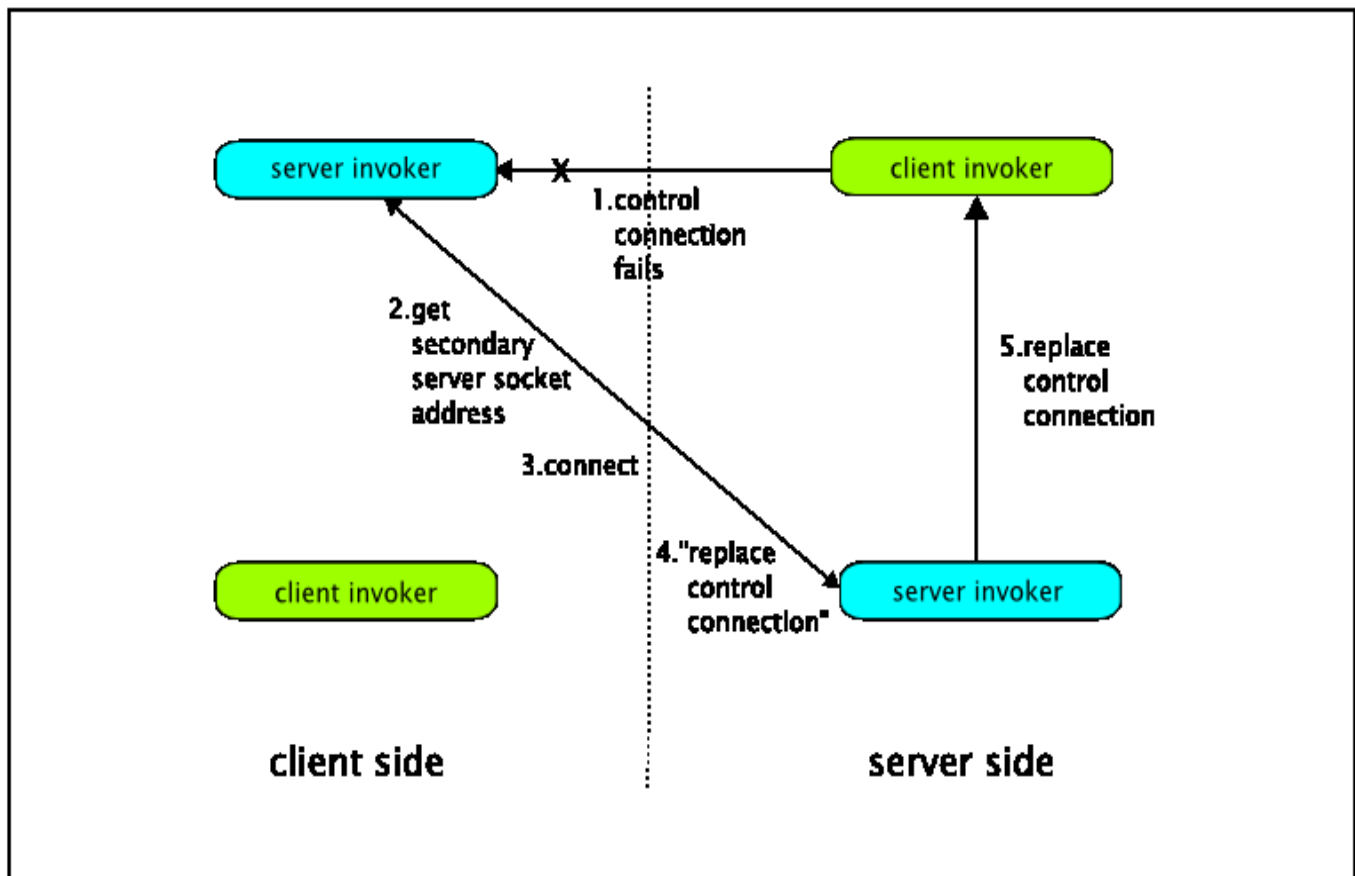 server invoker
client invoker
1.control
connection
fails
2.get
secondary
server socket
address
5.replace
control
connection
3.connect
4."replace
control
connection"
client invoker
server invoker
client side
server side
X